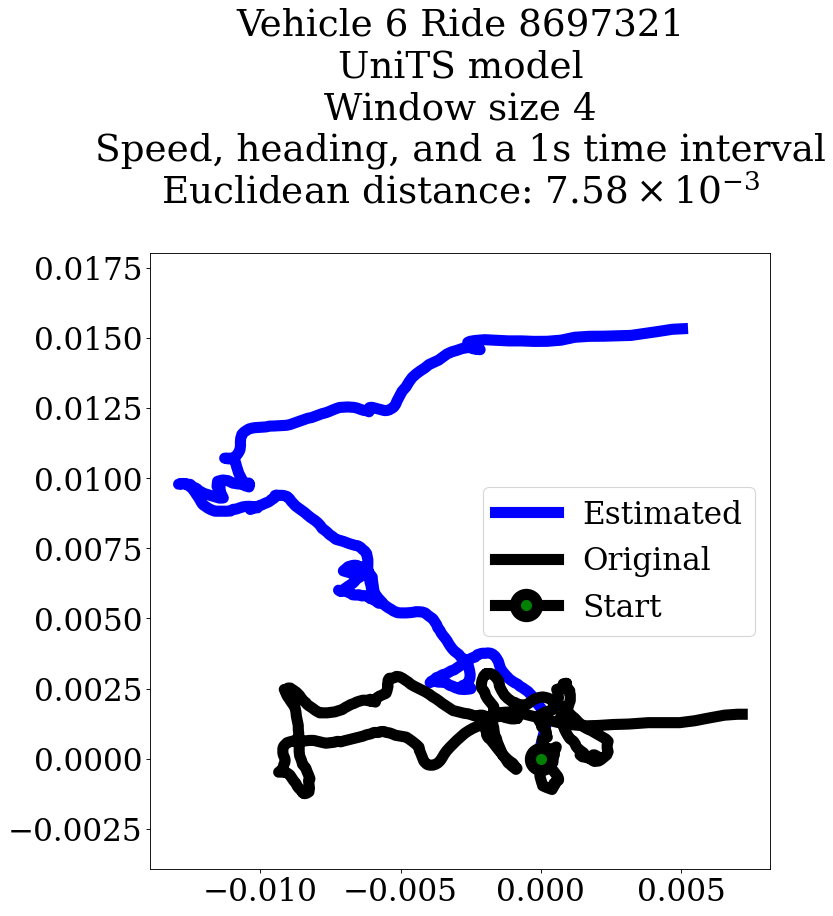 Vehicle 6 Ride 8697321
UniTS model
Window size 4
Speed, heading, and a 1s time interval
Euclidean distance: 7.58 × 10⁻³
0.0175
0.0150
0.0125
0.0100
0.0075
0.0050
0.0025
0.0000
−0.0025
Estimated
Original
Start
−0.010
−0.005
0.000
0.005